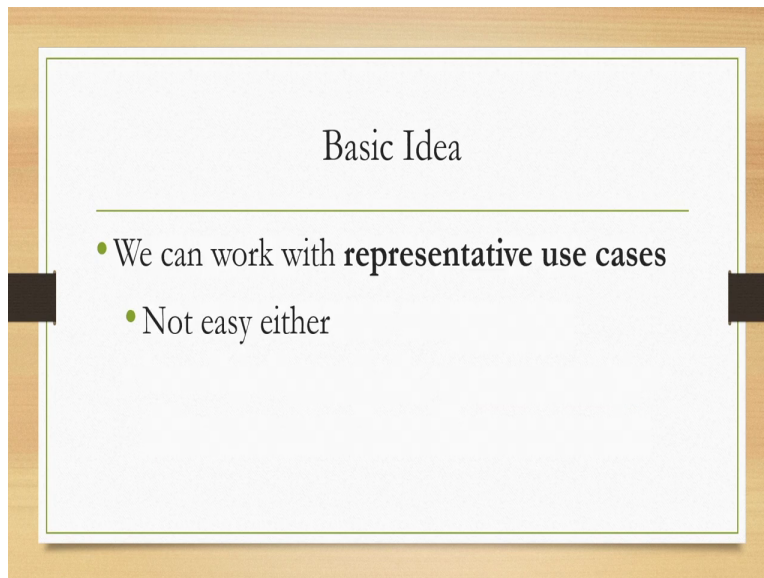 Basic Idea
• We can work with representative use cases
• Not easy either